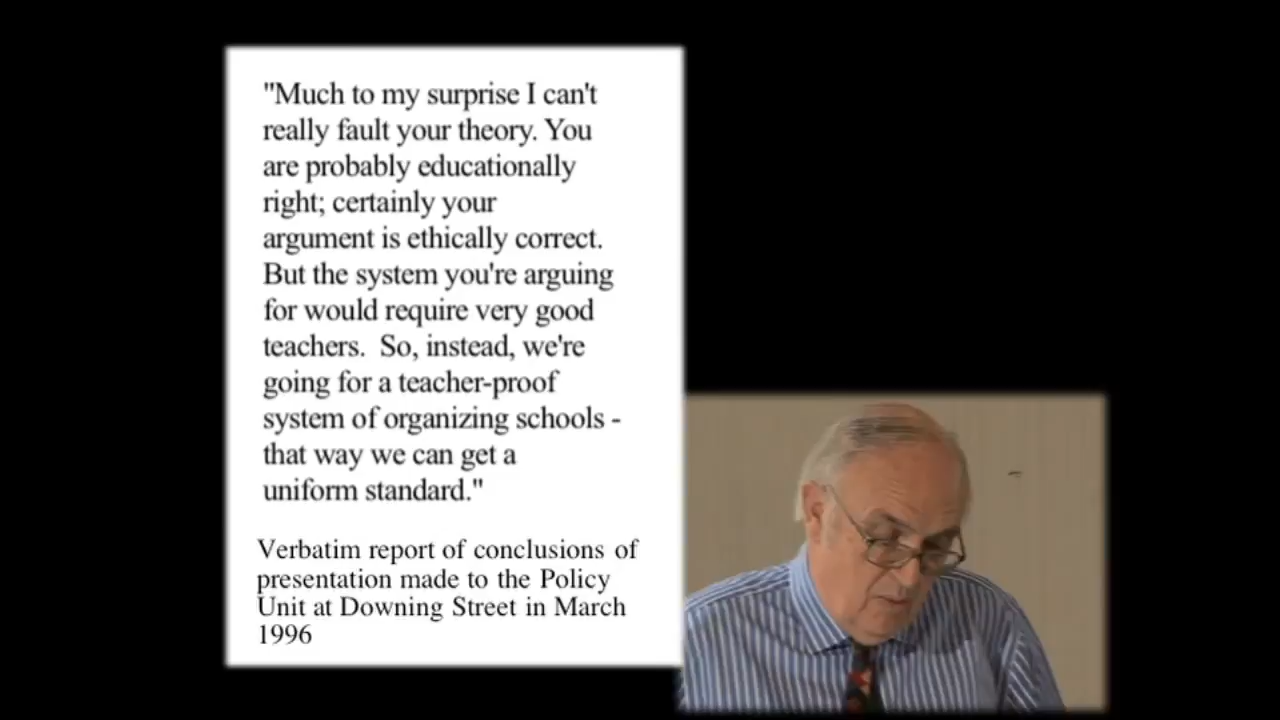 "Much to my surprise I can't
really fault your theory. You
are probably educationally
right; certainly your
argument is ethically correct.
But the system you're arguing
for would require very good
teachers.  So, instead, we're
going for a teacher-proof
system of organizing schools -
that way we can get a
uniform standard."
Verbatim report of conclusions of
presentation made to the Policy
Unit at Downing Street in March
1996